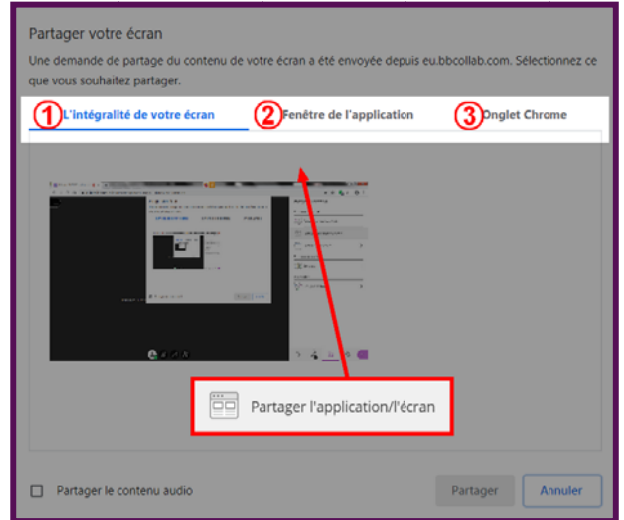 Partager votre écran
Une demande de partage du contenu de votre écran a été envoyée depuis eu.bbcollab.com. Sélectionnez ce
que vous souhaitez partager.
1 L'intégralité de votre écran 2 Fenêtre de l'application 3 Onglet Chrome
Partager l'application/l'écran
Partager le contenu audio Partager Annuler